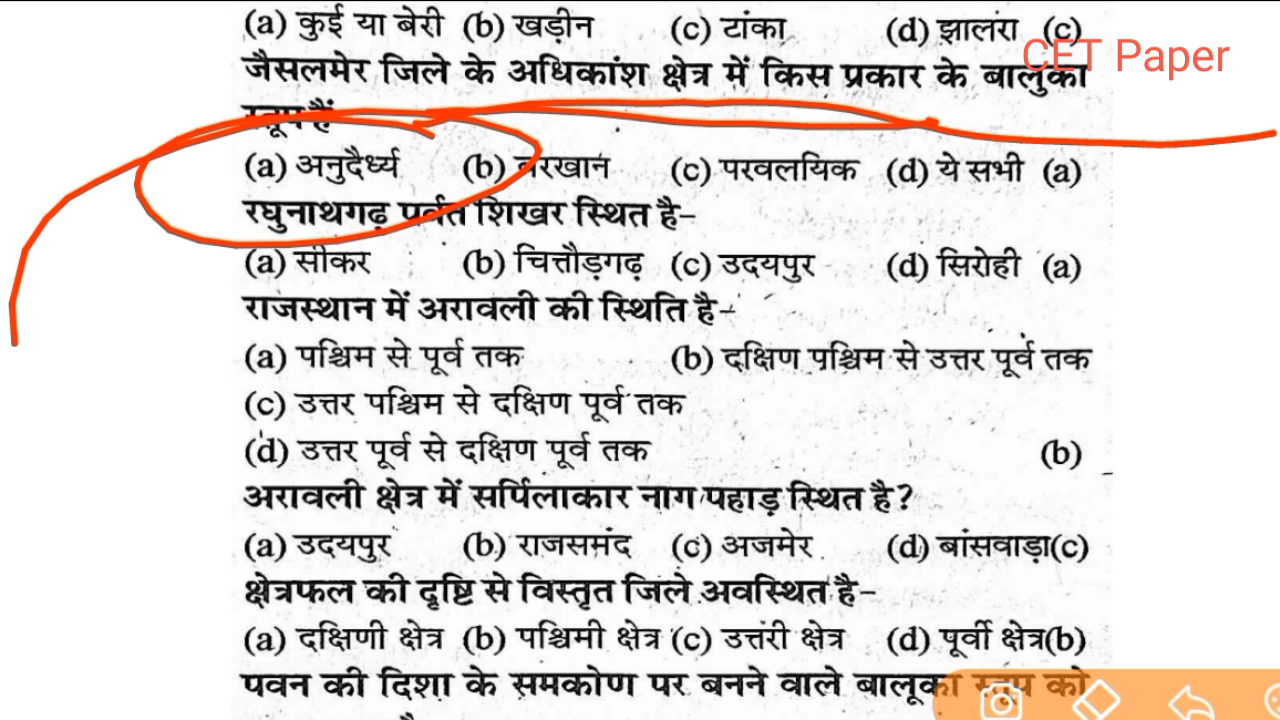 (a) कुई या बेरी (b) खड़ीन (c) टांका (d) झालरा (c)
CET Paper
जैसलमेर जिले के अधिकांश क्षेत्र में किस प्रकार के बालुका
स्तूप हैं
(a) अनुदैर्ध्य (b) बरखान (c) परवलयिक (d) ये सभी (a)
रघुनाथगढ़ पर्वत शिखर स्थित है–
(a) सीकर (b) चित्तौड़गढ़ (c) उदयपुर (d) सिरोही (a)
राजस्थान में अरावली की स्थिति है–
(a) पश्चिम से पूर्व तक (b) दक्षिण पश्चिम से उत्तर पूर्व तक
(c) उत्तर पश्चिम से दक्षिण पूर्व तक
(d) उत्तर पूर्व से दक्षिण पूर्व तक (b)
अरावली क्षेत्र में सर्पिलाकार नाग पहाड़ स्थित है?
(a) उदयपुर (b) राजसमंद (c) अजमेर (d) बांसवाड़ा(c)
क्षेत्रफल की दृष्टि से विस्तृत जिले अवस्थित है–
(a) दक्षिणी क्षेत्र (b) पश्चिमी क्षेत्र (c) उत्तरी क्षेत्र (d) पूर्वी क्षेत्र(b)
पवन की दिशा के समकोण पर बनने वाले बालूका स्तूप को